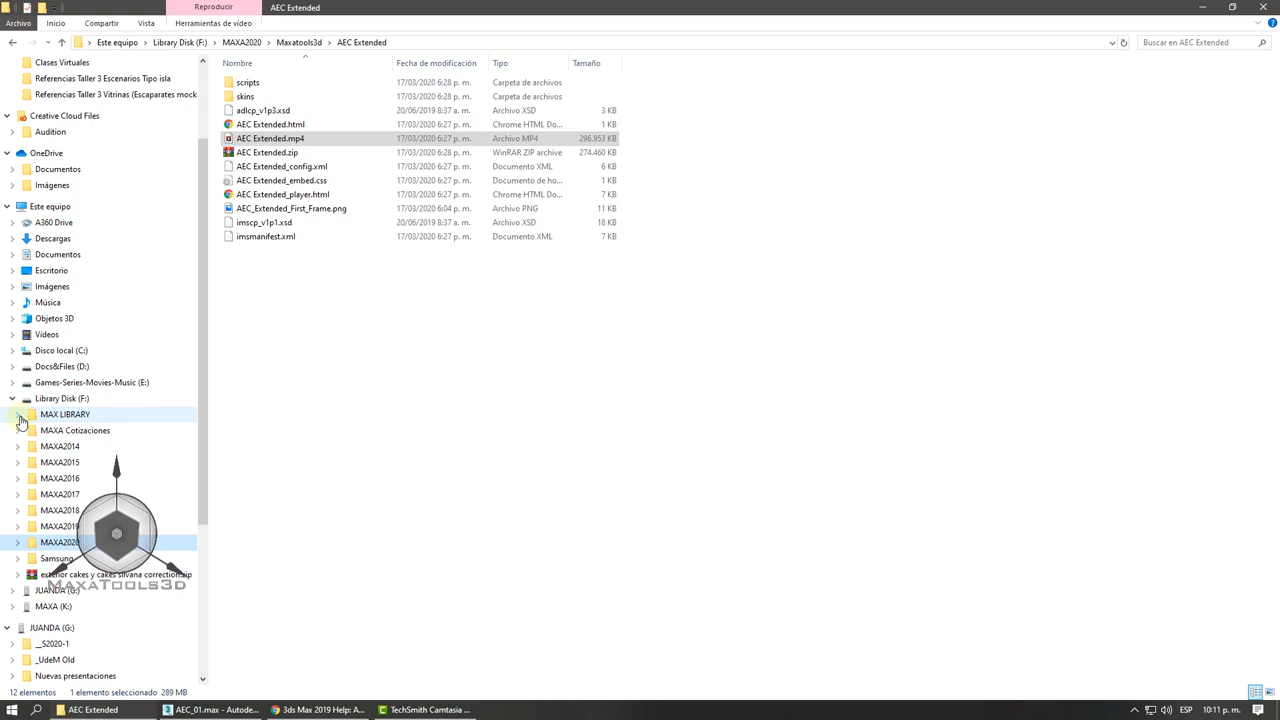 Reproducir
AEC Extended
Archivo
Inicio
Compartir
Vista
Herramientas de vídeo
Este equipo > Library Disk (F:) > MAXA2020 > Maxatools3d > AEC Extended
Buscar en AEC Extended
Nombre
Fecha de modificación
Tipo
Tamaño
scripts 17/03/2020 6:28 p. m. Carpeta de archivos
skins 17/03/2020 6:28 p. m. Carpeta de archivos
adlcp_v1p3.xsd 20/06/2019 8:37 a. m. Archivo XSD 3 KB
AEC Extended.html 17/03/2020 6:27 p. m. Chrome HTML Do... 1 KB
AEC Extended.mp4 17/03/2020 6:27 p. m. Archivo MP4 296.953 KB
AEC Extended.zip 17/03/2020 6:28 p. m. WinRAR ZIP archive 274.460 KB
AEC Extended_config.xml 17/03/2020 6:27 p. m. Documento XML 6 KB
AEC Extended_embed.css 17/03/2020 6:27 p. m. Documento de ho... 1 KB
AEC Extended_player.html 17/03/2020 6:27 p. m. Chrome HTML Do... 7 KB
AEC_Extended_First_Frame.png 17/03/2020 6:04 p. m. Archivo PNG 11 KB
imscp_v1p1.xsd 20/06/2019 8:37 a. m. Archivo XSD 18 KB
imsmanifest.xml 17/03/2020 6:27 p. m. Documento XML 7 KB
Clases Virtuales
Referencias Taller 3 Escenarios Tipo isla
Referencias Taller 3 Vitrinas (Escaparates mock
Creative Cloud Files
Audition
OneDrive
Documentos
Imágenes
Este equipo
A360 Drive
Descargas
Documentos
Escritorio
Imágenes
Música
Objetos 3D
Vídeos
Disco local (C:)
Docs&Files (D:)
Games-Series-Movies-Music (E:)
Library Disk (F:)
MAX LIBRARY
MAXA Cotizaciones
MAXA2014
MAXA2015
MAXA2016
MAXA2017
MAXA2018
MAXA2019
MAXA2020
Samsung
exterior cakes y cakes silvana correction.zip
MAXATOOLS3D
JUANDA (G:)
MAXA (K:)
JUANDA (G:)
__S2020-1
_UdeM Old
Nuevas presentaciones
12 elementos
1 elemento seleccionado 289 MB
AEC Extended
AEC_01.max - Autode...
3ds Max 2019 Help: A...
TechSmith Camtasia ...
ESP
10:11 p. m.